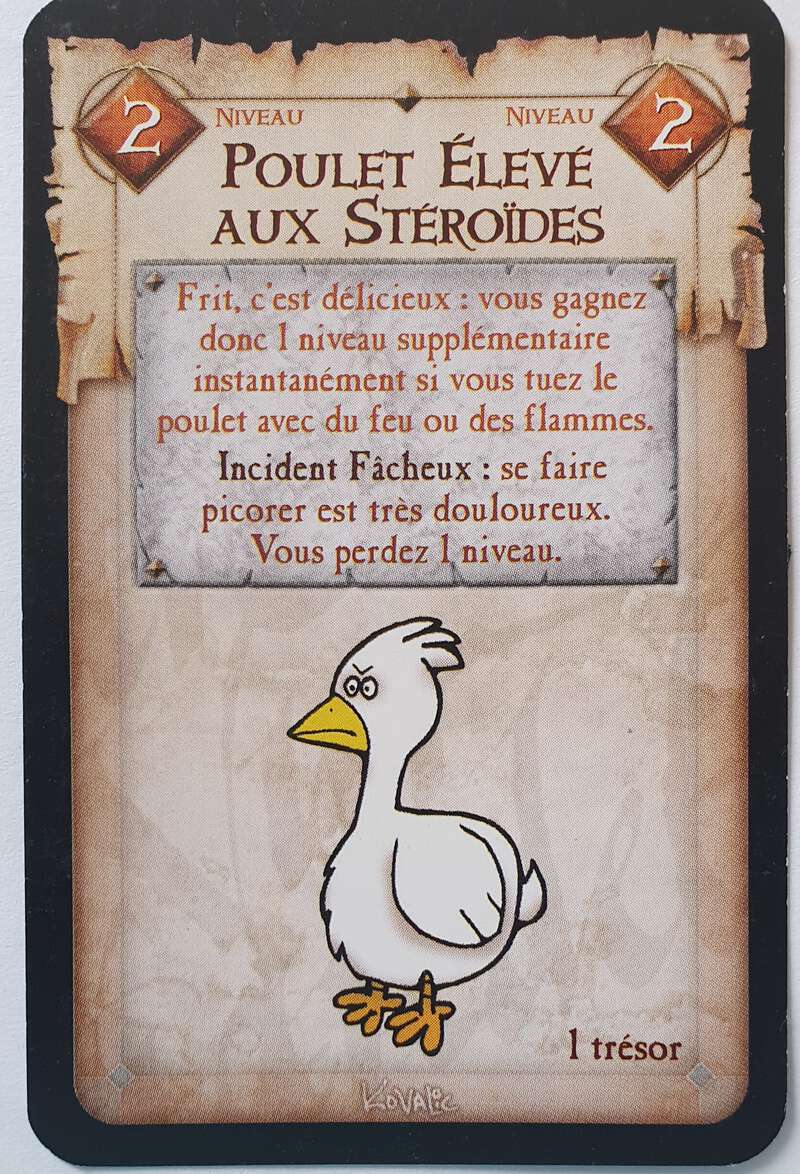 2 Niveau Niveau 2
Poulet Élevé
aux Stéroïdes
Frit, c'est délicieux : vous gagnez
donc 1 niveau supplémentaire
instantanément si vous tuez le
poulet avec du feu ou des flammes.
Incident Fâcheux : se faire
picorer est très douloureux.
Vous perdez 1 niveau.
1 trésor
Kovalic